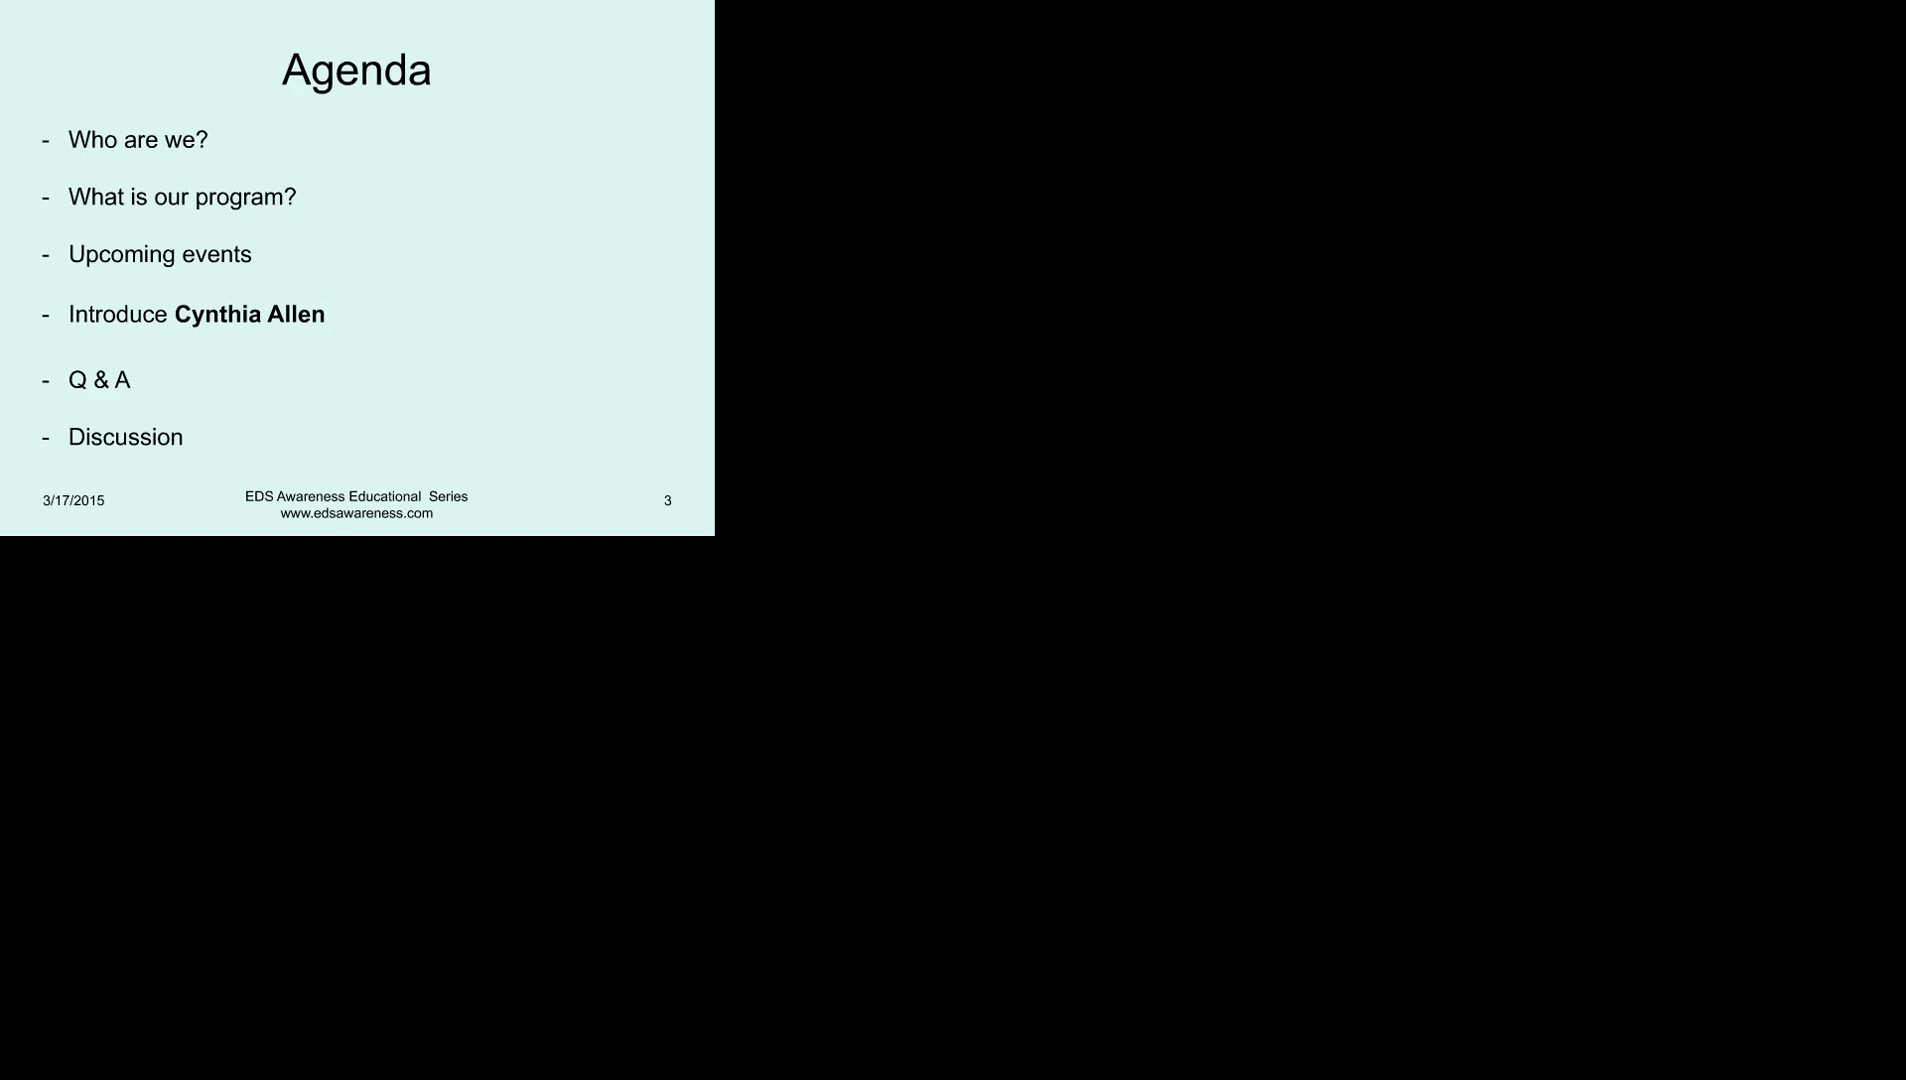 Agenda
- Who are we?
- What is our program?
- Upcoming events
- Introduce Cynthia Allen
- Q & A
- Discussion
3/17/2015
EDS Awareness Educational  Series
www.edsawareness.com
3